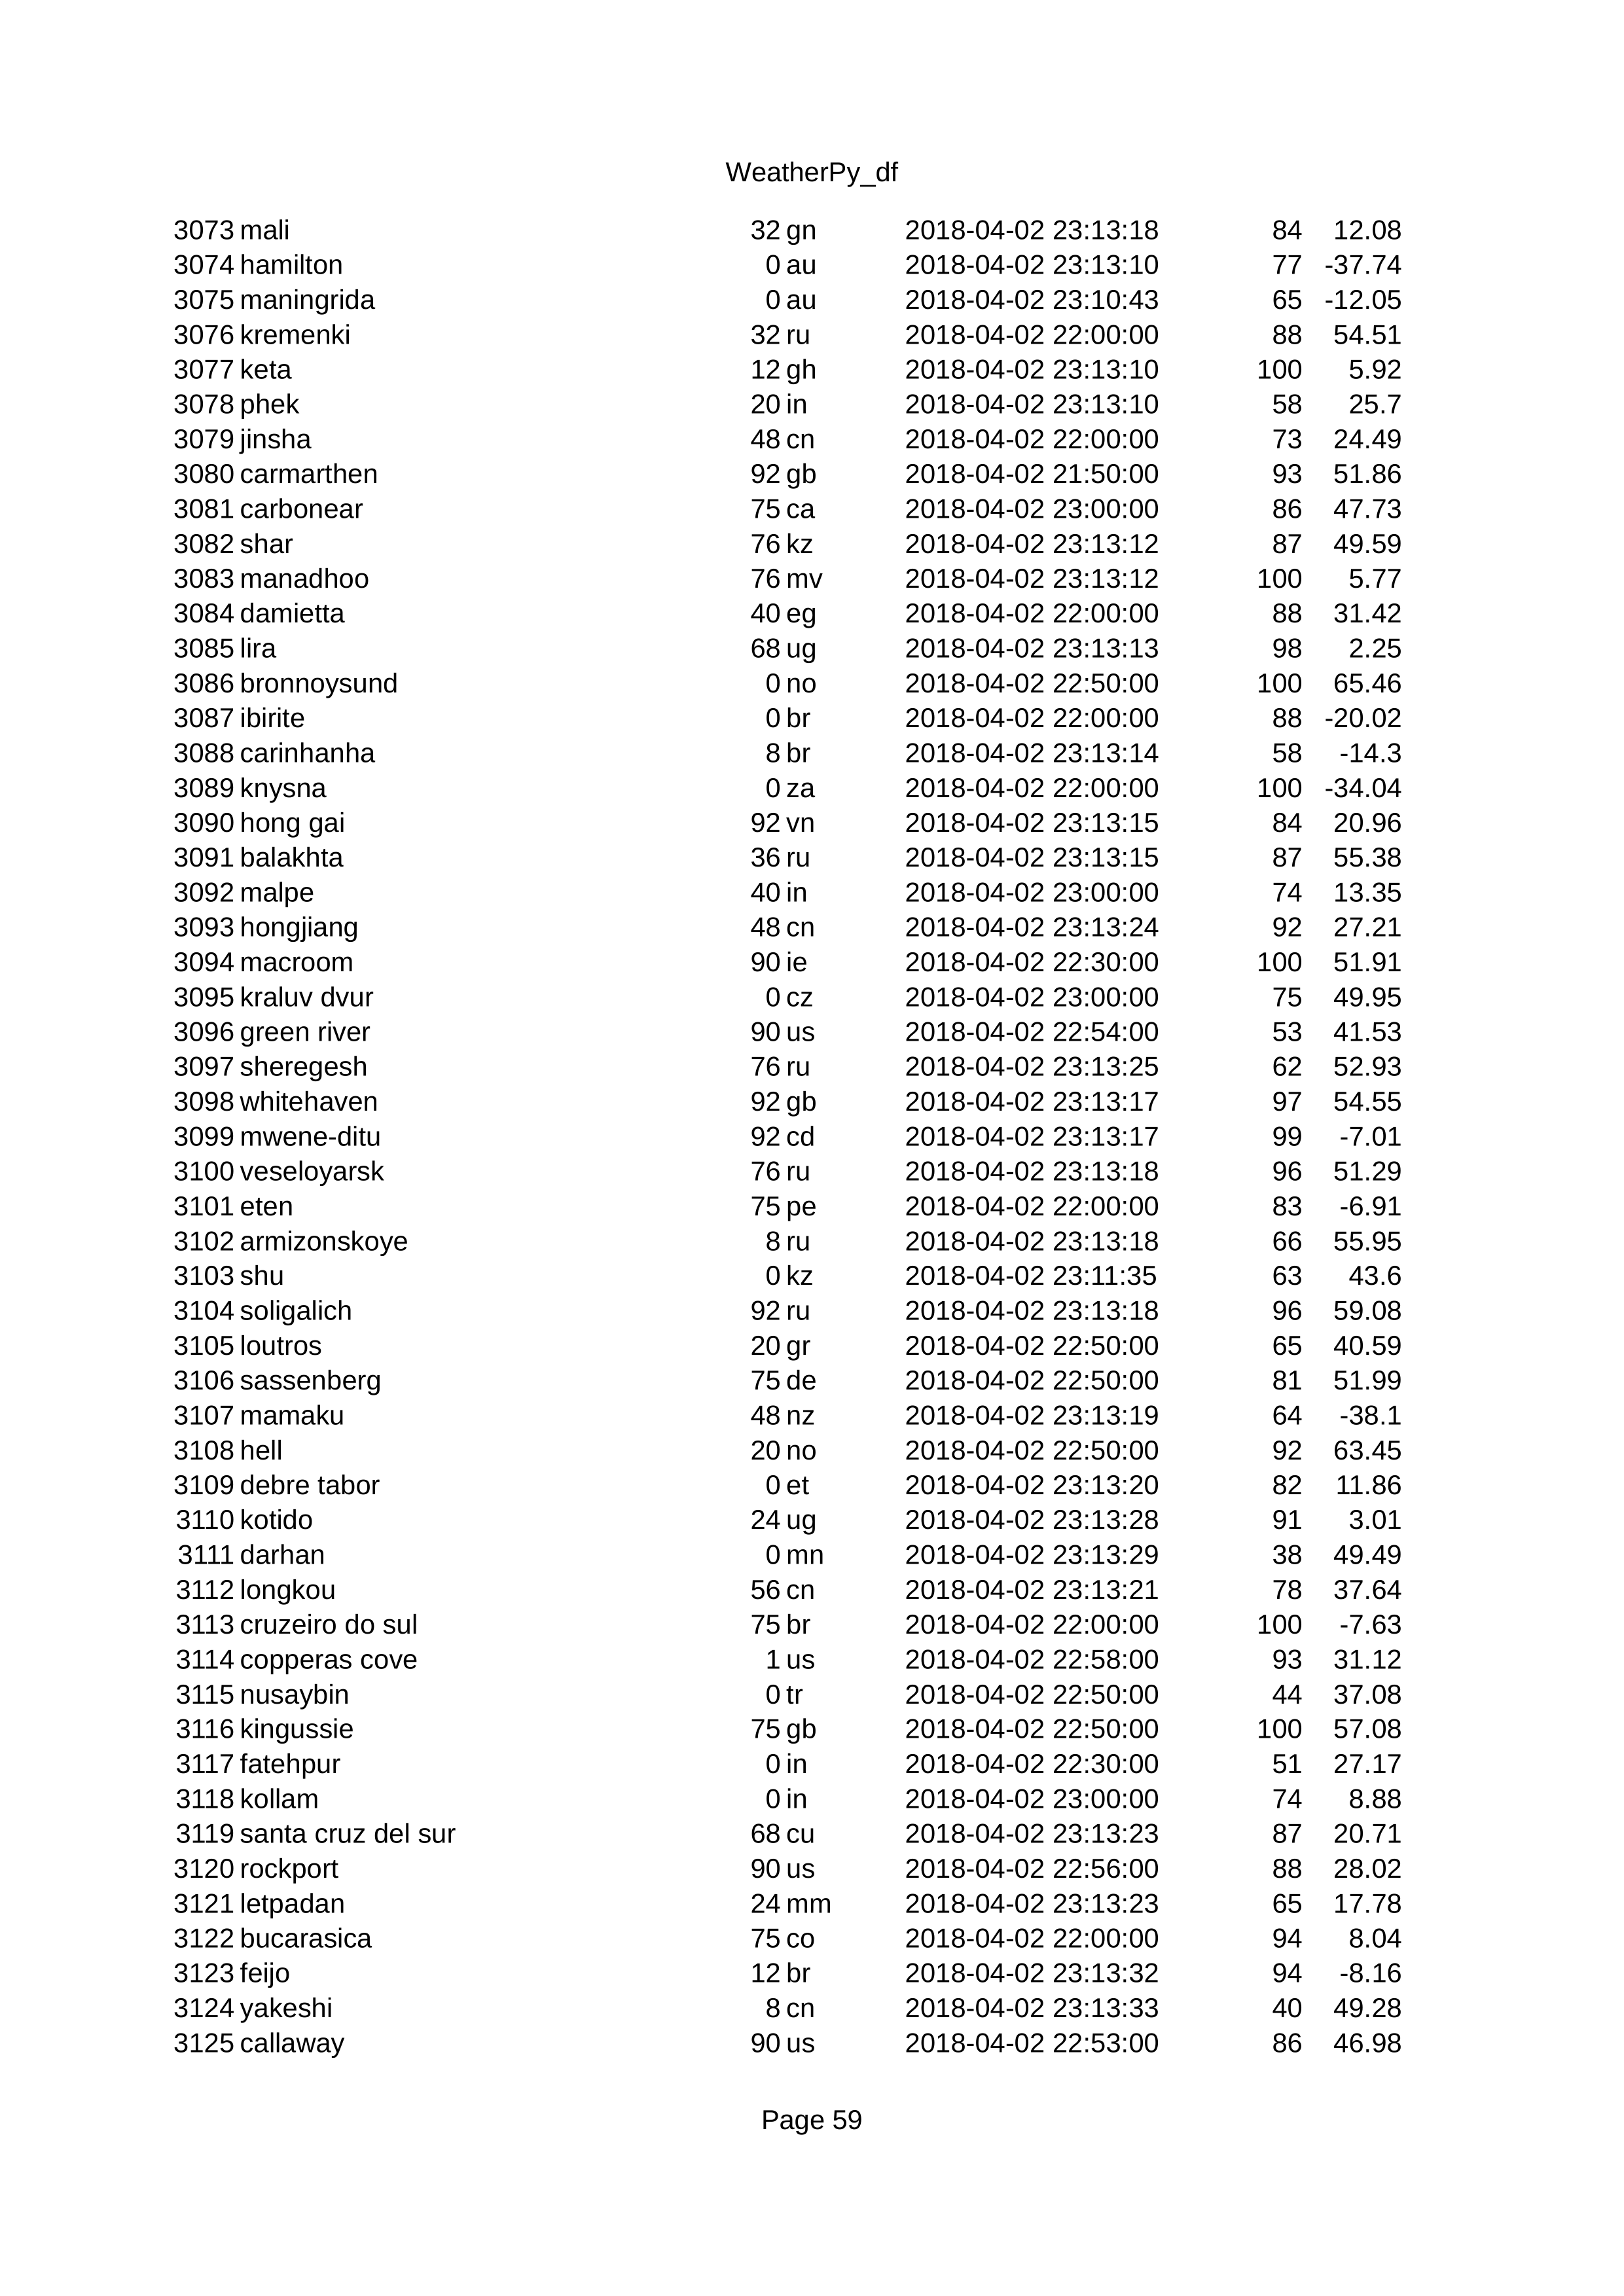 WeatherPy_df
3073 mali 32 gn 2018-04-02 23:13:18 84 12.08
3074 hamilton 0 au 2018-04-02 23:13:10 77 -37.74
3075 maningrida 0 au 2018-04-02 23:10:43 65 -12.05
3076 kremenki 32 ru 2018-04-02 22:00:00 88 54.51
3077 keta 12 gh 2018-04-02 23:13:10 100 5.92
3078 phek 20 in 2018-04-02 23:13:10 58 25.7
3079 jinsha 48 cn 2018-04-02 22:00:00 73 24.49
3080 carmarthen 92 gb 2018-04-02 21:50:00 93 51.86
3081 carbonear 75 ca 2018-04-02 23:00:00 86 47.73
3082 shar 76 kz 2018-04-02 23:13:12 87 49.59
3083 manadhoo 76 mv 2018-04-02 23:13:12 100 5.77
3084 damietta 40 eg 2018-04-02 22:00:00 88 31.42
3085 lira 68 ug 2018-04-02 23:13:13 98 2.25
3086 bronnoysund 0 no 2018-04-02 22:50:00 100 65.46
3087 ibirite 0 br 2018-04-02 22:00:00 88 -20.02
3088 carinhanha 8 br 2018-04-02 23:13:14 58 -14.3
3089 knysna 0 za 2018-04-02 22:00:00 100 -34.04
3090 hong gai 92 vn 2018-04-02 23:13:15 84 20.96
3091 balakhta 36 ru 2018-04-02 23:13:15 87 55.38
3092 malpe 40 in 2018-04-02 23:00:00 74 13.35
3093 hongjiang 48 cn 2018-04-02 23:13:24 92 27.21
3094 macroom 90 ie 2018-04-02 22:30:00 100 51.91
3095 kraluv dvur 0 cz 2018-04-02 23:00:00 75 49.95
3096 green river 90 us 2018-04-02 22:54:00 53 41.53
3097 sheregesh 76 ru 2018-04-02 23:13:25 62 52.93
3098 whitehaven 92 gb 2018-04-02 23:13:17 97 54.55
3099 mwene-ditu 92 cd 2018-04-02 23:13:17 99 -7.01
3100 veseloyarsk 76 ru 2018-04-02 23:13:18 96 51.29
3101 eten 75 pe 2018-04-02 22:00:00 83 -6.91
3102 armizonskoye 8 ru 2018-04-02 23:13:18 66 55.95
3103 shu 0 kz 2018-04-02 23:11:35 63 43.6
3104 soligalich 92 ru 2018-04-02 23:13:18 96 59.08
3105 loutros 20 gr 2018-04-02 22:50:00 65 40.59
3106 sassenberg 75 de 2018-04-02 22:50:00 81 51.99
3107 mamaku 48 nz 2018-04-02 23:13:19 64 -38.1
3108 hell 20 no 2018-04-02 22:50:00 92 63.45
3109 debre tabor 0 et 2018-04-02 23:13:20 82 11.86
3110 kotido 24 ug 2018-04-02 23:13:28 91 3.01
3111 darhan 0 mn 2018-04-02 23:13:29 38 49.49
3112 longkou 56 cn 2018-04-02 23:13:21 78 37.64
3113 cruzeiro do sul 75 br 2018-04-02 22:00:00 100 -7.63
3114 copperas cove 1 us 2018-04-02 22:58:00 93 31.12
3115 nusaybin 0 tr 2018-04-02 22:50:00 44 37.08
3116 kingussie 75 gb 2018-04-02 22:50:00 100 57.08
3117 fatehpur 0 in 2018-04-02 22:30:00 51 27.17
3118 kollam 0 in 2018-04-02 23:00:00 74 8.88
3119 santa cruz del sur 68 cu 2018-04-02 23:13:23 87 20.71
3120 rockport 90 us 2018-04-02 22:56:00 88 28.02
3121 letpadan 24 mm 2018-04-02 23:13:23 65 17.78
3122 bucarasica 75 co 2018-04-02 22:00:00 94 8.04
3123 feijo 12 br 2018-04-02 23:13:32 94 -8.16
3124 yakeshi 8 cn 2018-04-02 23:13:33 40 49.28
3125 callaway 90 us 2018-04-02 22:53:00 86 46.98
Page 59